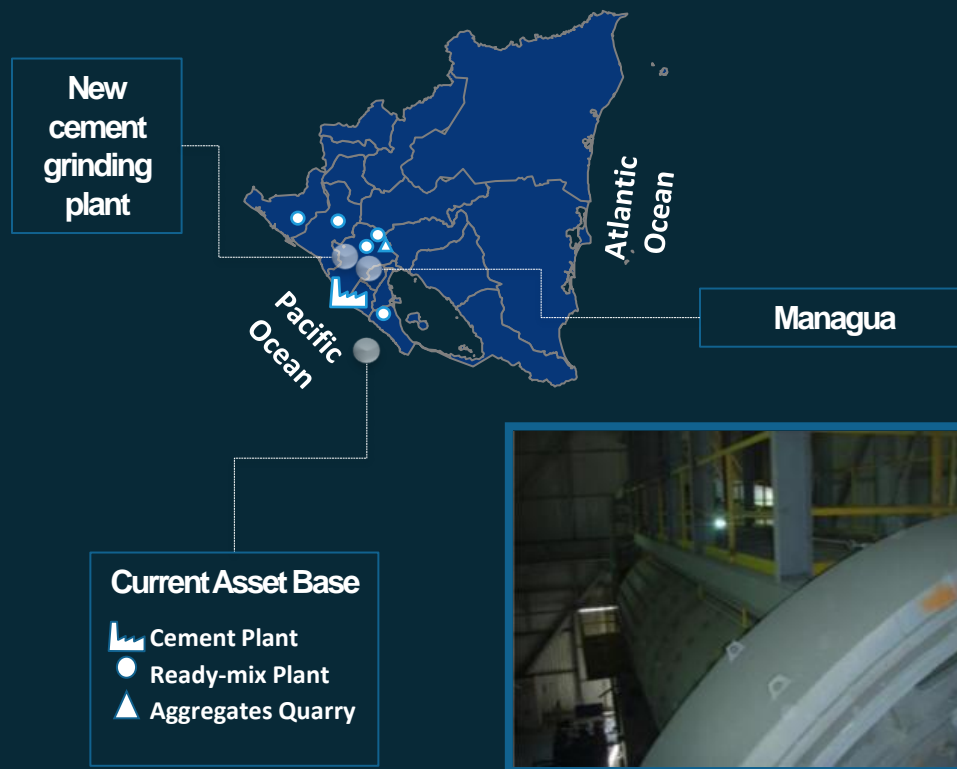 New
cement
grinding
plant
Atlantic
Ocean
Managua
Pacific
Ocean
Current Asset Base
Cement Plant
Ready-mix Plant
Aggregates Quarry